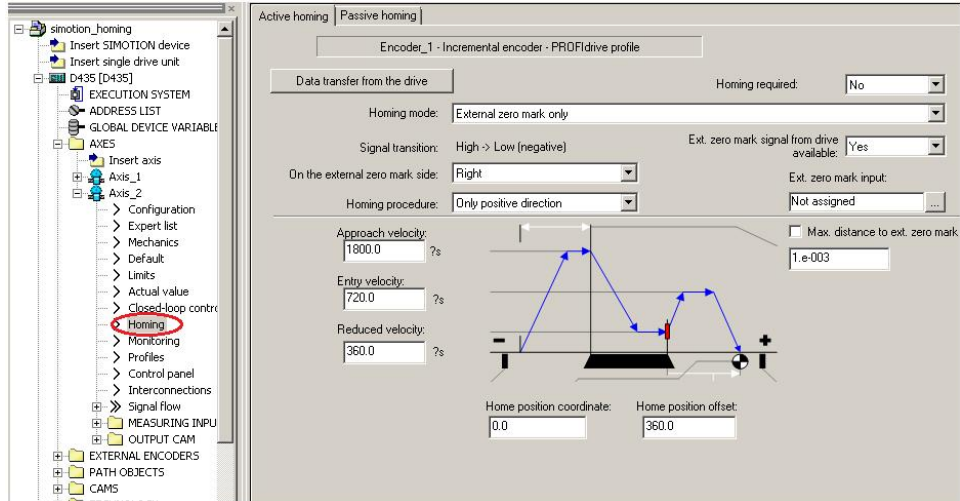 simotion_homing
Insert SIMOTION device
Insert single drive unit
D435 [D435]
EXECUTION SYSTEM
ADDRESS LIST
GLOBAL DEVICE VARIABLE
AXES
Insert axis
Axis_1
Axis_2
Configuration
Expert list
Mechanics
Default
Limits
Actual value
Closed-loop contro
Homing
Monitoring
Profiles
Control panel
Interconnections
Signal flow
MEASURING INPU
OUTPUT CAM
EXTERNAL ENCODERS
PATH OBJECTS
CAMS
Active homing Passive homing
Encoder_1 - Incremental encoder - PROFIdrive profile
Data transfer from the drive
Homing required: No
Homing mode: External zero mark only
Signal transition: High -> Low (negative)
Ext. zero mark signal from drive available: Yes
On the external zero mark side: Right
Ext. zero mark input:
Homing procedure: Only positive direction
Not assigned ...
Approach velocity:
1800.0 ?s
Max. distance to ext. zero mark
1.e-003
Entry velocity:
720.0 ?s
Reduced velocity:
360.0 ?s
- +
Home position coordinate: Home position offset:
0.0 360.0